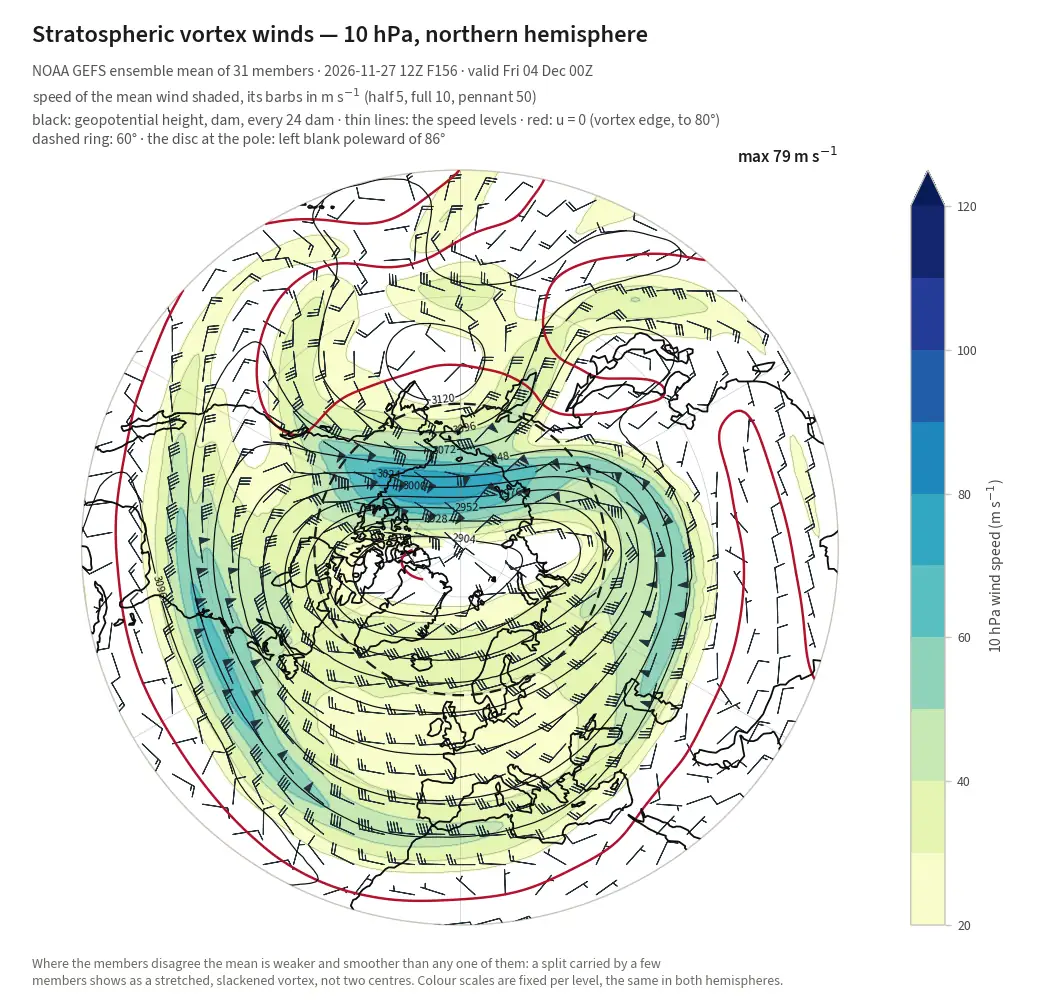 Stratospheric vortex winds — 10 hPa, northern hemisphere
NOAA GEFS ensemble mean of 31 members · 2026-11-27 12Z F156 · valid Fri 04 Dec 00Z
speed of the mean wind shaded, its barbs in m s⁻¹ (half 5, full 10, pennant 50)
black: geopotential height, dam, every 24 dam · thin lines: the speed levels · red: u = 0 (vortex edge, to 80°)
dashed ring: 60° · the disc at the pole: left blank poleward of 86°
max 79 m s⁻¹
120
100
80
60
40
20
10 hPa wind speed (m s⁻¹)
3120
3072
2952
2904
Where the members disagree the mean is weaker and smoother than any one of them: a split carried by a few
members shows as a stretched, slackened vortex, not two centres. Colour scales are fixed per level, the same in both hemispheres.